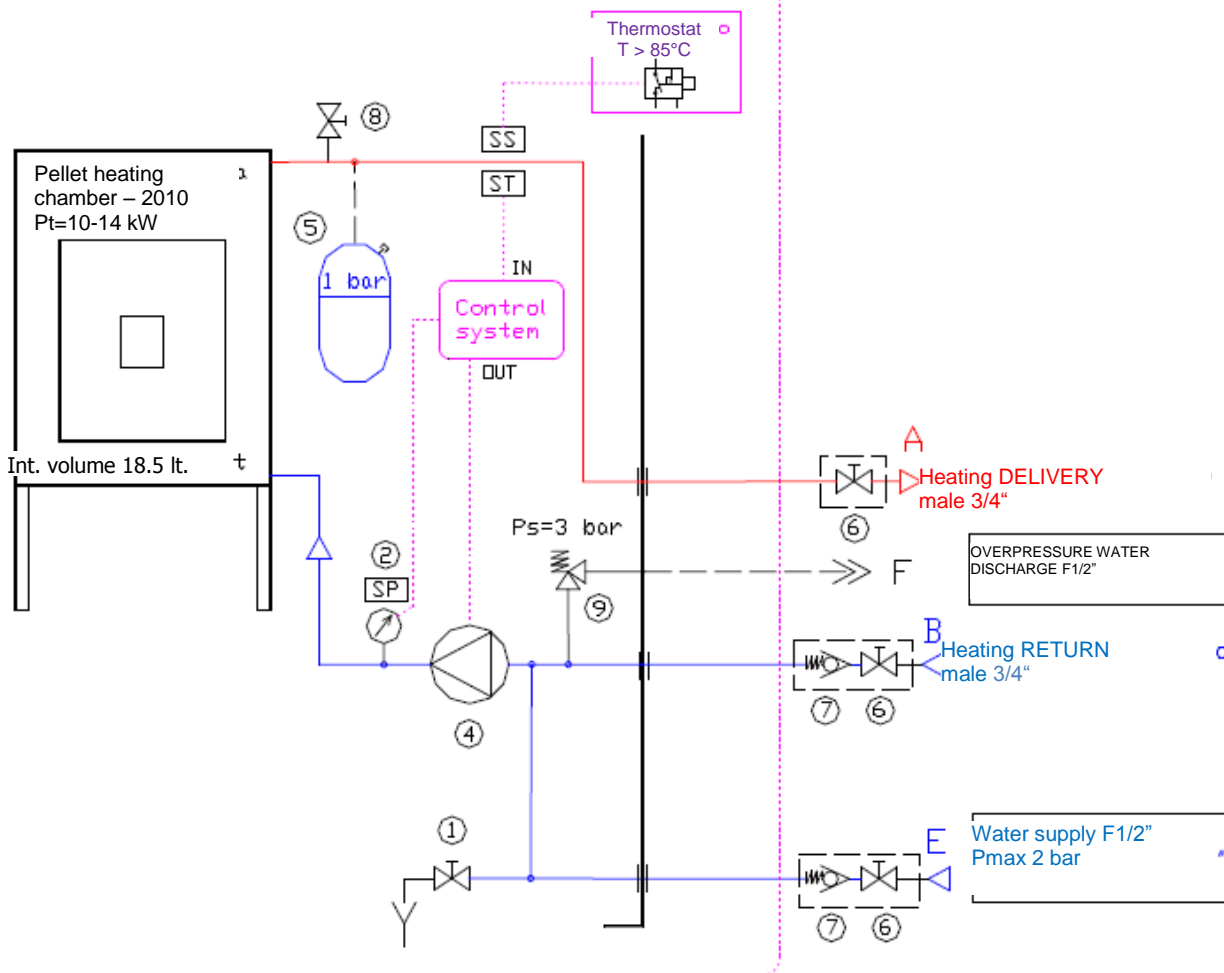 Thermostat
T > 85°C
8
SS
Pellet heating
chamber – 2010
Pt=10-14 kW
ST
5
IN
1 bar
Control
system
OUT
A
Int. volume 18.5 lt.
t
Heating DELIVERY
male 3/4“
6
Ps=3 bar
2
OVERPRESSURE WATER
DISCHARGE F1/2”
F
SP
9
B
Heating RETURN
male 3/4“
7
6
4
1
E
Water supply F1/2”
Pmax 2 bar
7
6